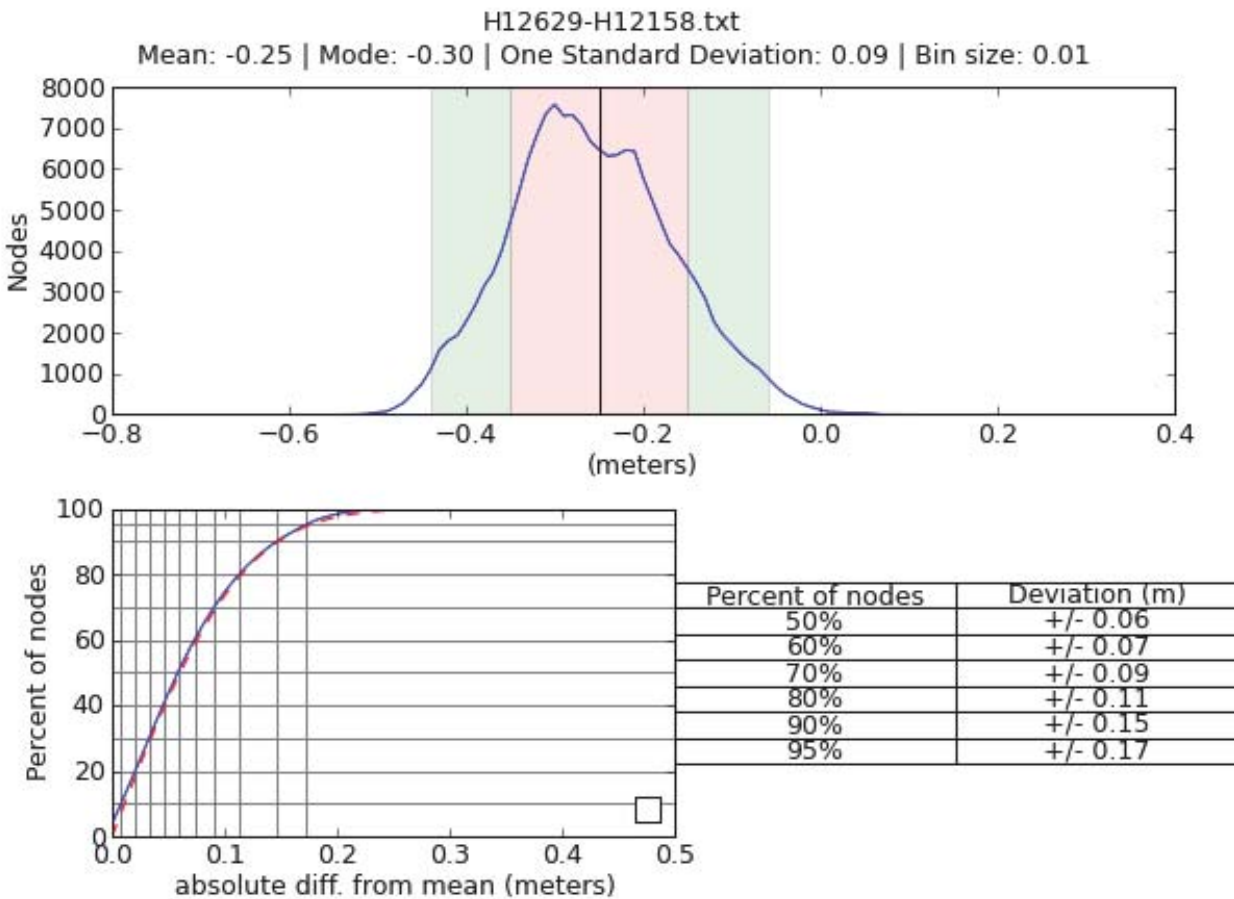 H12629-H12158.txt
Mean: -0.25 | Mode: -0.30 | One Standard Deviation: 0.09 | Bin size: 0.01
8000
7000
6000
5000
4000
3000
2000
1000
0
Nodes
−0.8 −0.6 −0.4 −0.2 0.0 0.2 0.4
(meters)
100
80
60
40
20
0
Percent of nodes
0.0 0.1 0.2 0.3 0.4 0.5
absolute diff. from mean (meters)
Percent of nodes Deviation (m)
50% +/- 0.06
60% +/- 0.07
70% +/- 0.09
80% +/- 0.11
90% +/- 0.15
95% +/- 0.17